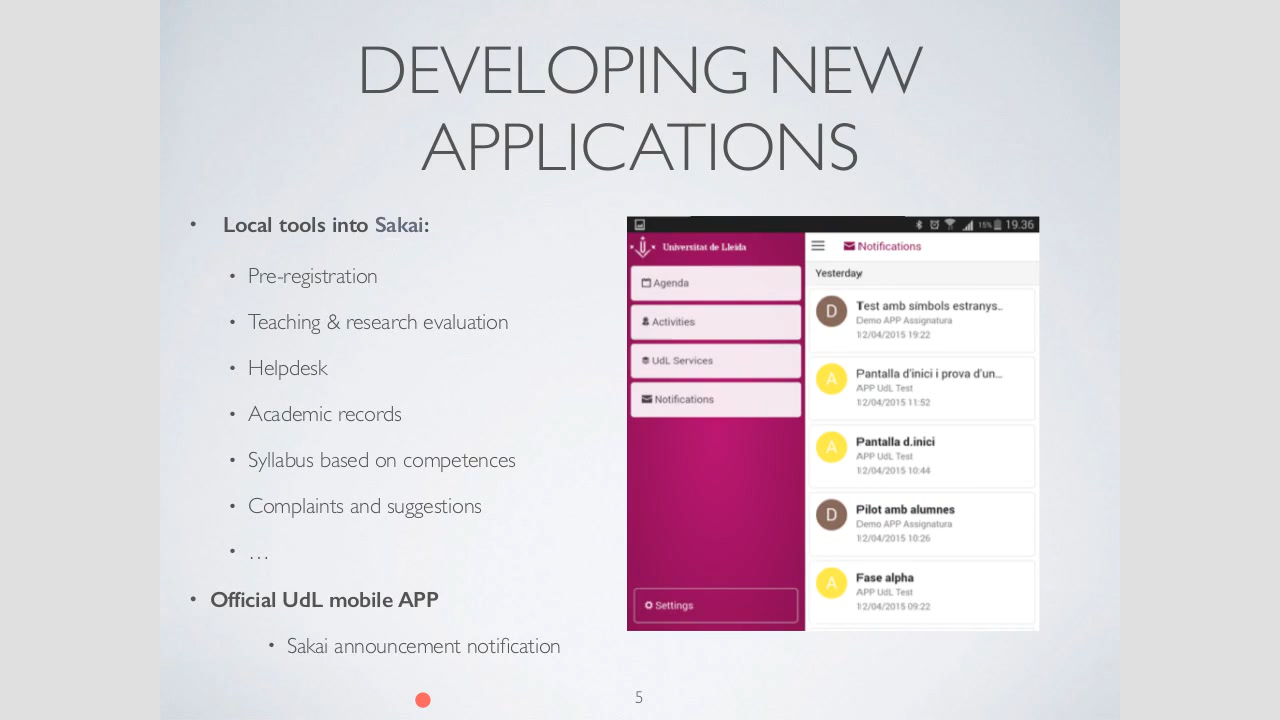 DEVELOPING NEW
APPLICATIONS
• Local tools into Sakai:
• Pre-registration
• Teaching & research evaluation
• Helpdesk
• Academic records
• Syllabus based on competences
• Complaints and suggestions
• …
• Official UdL mobile APP
• Sakai announcement notification
15% 19.36
Universitat de Lleida
Agenda
Activities
UdL Services
Notifications
Settings
Notifications
Yesterday
D
Test amb símbols estranys..
Demo APP Assignatura
12/04/2015 19:22
A
Pantalla d'inici i prova d'un...
APP UdL Test
12/04/2015 11:52
A
Pantalla d.inici
APP UdL Test
12/04/2015 10:44
D
Pilot amb alumnes
Demo APP Assignatura
12/04/2015 10:26
A
Fase alpha
APP UdL Test
12/04/2015 09:22
5